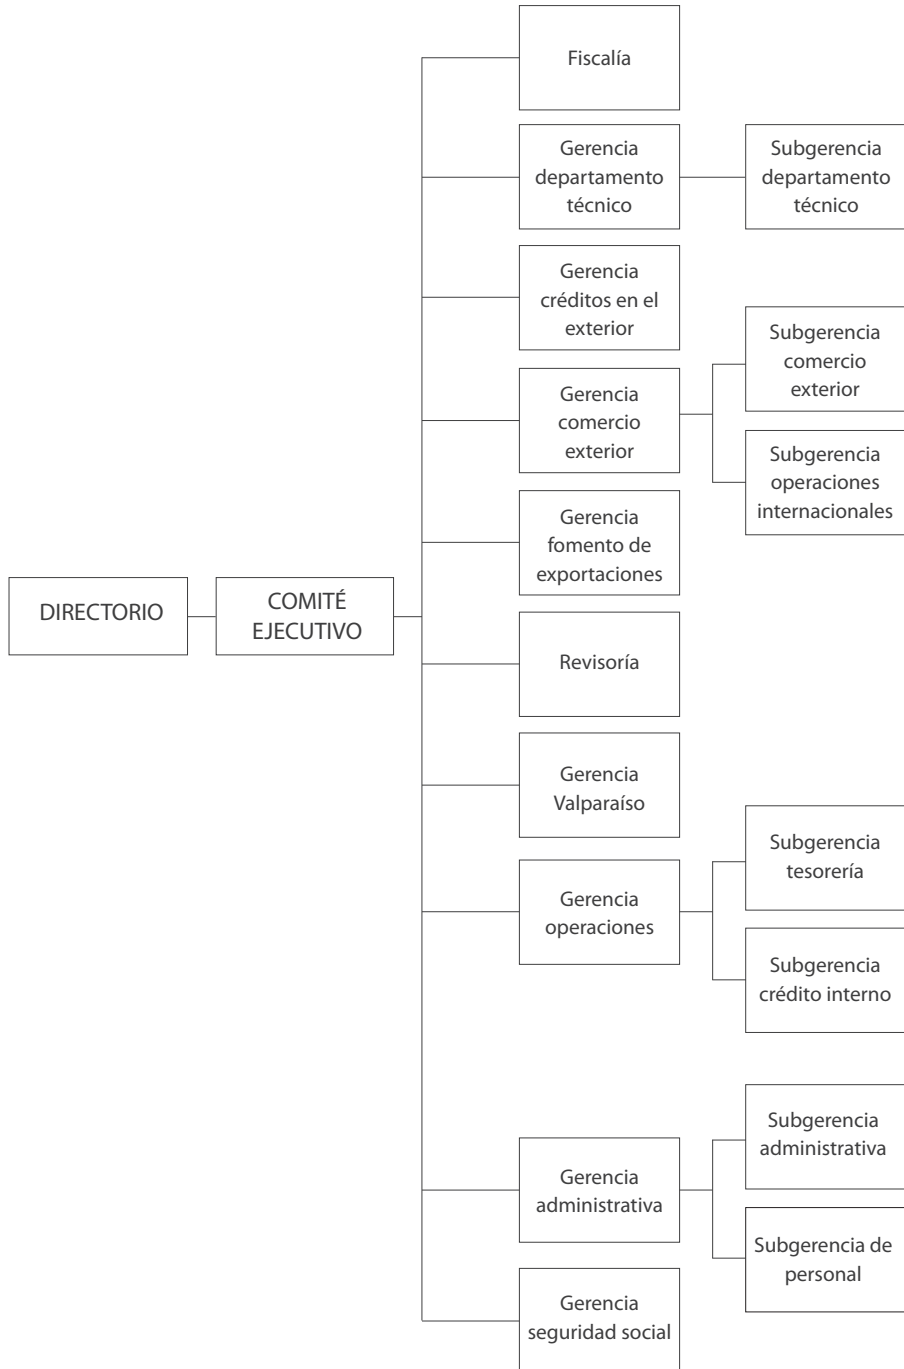 Fiscalía
Gerencia
departamento
técnico
Subgerencia
departamento
técnico
Gerencia
créditos en el
exterior
Gerencia
comercio
exterior
Subgerencia
comercio
exterior
Subgerencia
operaciones
internacionales
Gerencia
fomento de
exportaciones
DIRECTORIO
COMITÉ
EJECUTIVO
Revisoría
Gerencia
Valparaíso
Gerencia
operaciones
Subgerencia
tesorería
Subgerencia
crédito interno
Gerencia
administrativa
Subgerencia
administrativa
Subgerencia de
personal
Gerencia
seguridad social